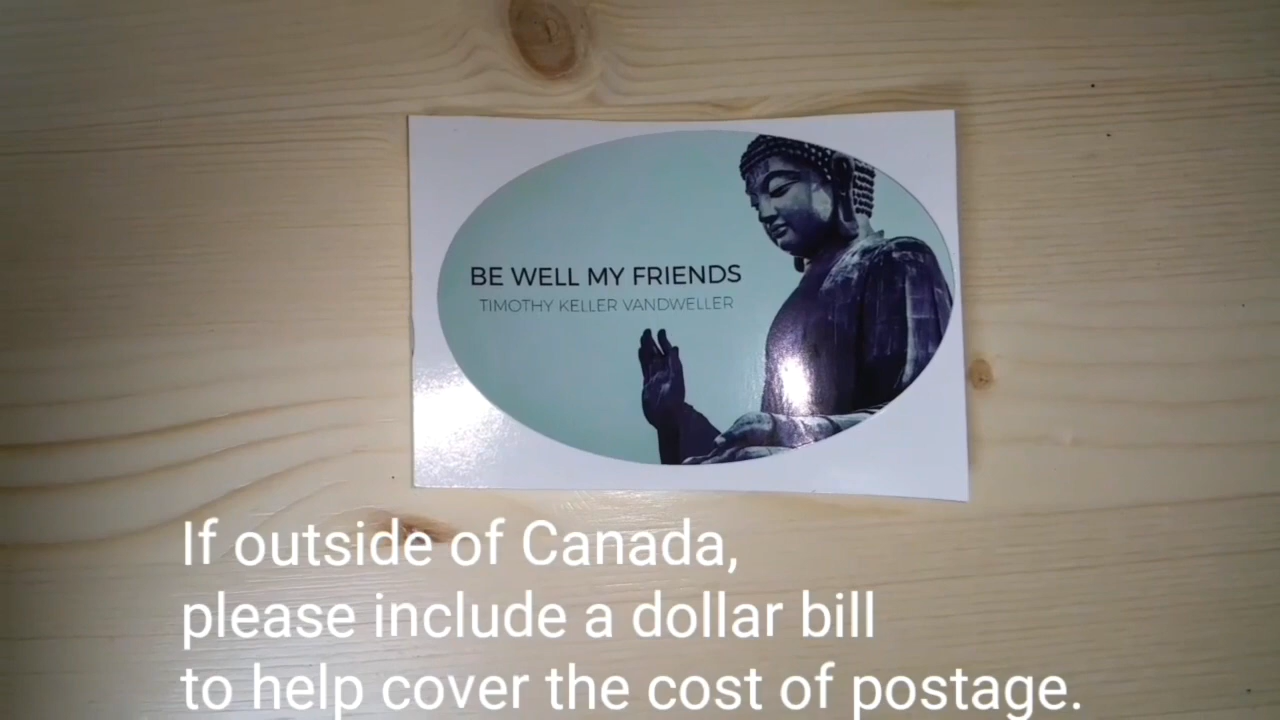 BE WELL MY FRIENDS
TIMOTHY KELLER VANDWELLER
If outside of Canada,
please include a dollar bill
to help cover the cost of postage.